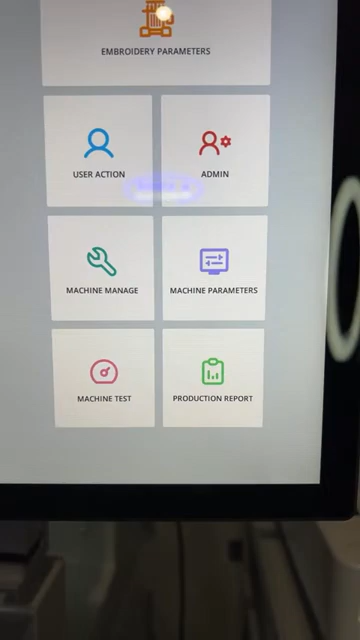 EMBROIDERY PARAMETERS
USER ACTION
ADMIN
MACHINE MANAGE
MACHINE PARAMETERS
MACHINE TEST
PRODUCTION REPORT